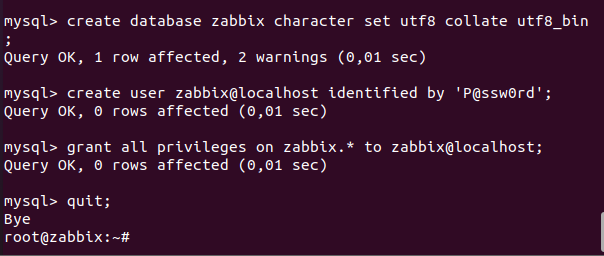 mysql> create database zabbix character set utf8 collate utf8_bin
;
Query OK, 1 row affected, 2 warnings (0,01 sec)
mysql> create user zabbix@localhost identified by 'P@ssw0rd';
Query OK, 0 rows affected (0,01 sec)
mysql> grant all privileges on zabbix.* to zabbix@localhost;
Query OK, 0 rows affected (0,01 sec)
mysql> quit;
Bye
root@zabbix:~#